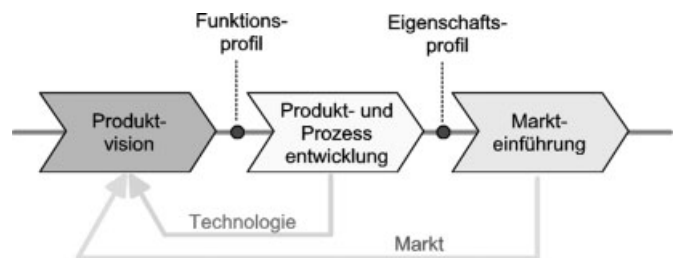 Funktions-
profil
Eigenschafts-
profil
Produkt-
vision
Produkt- und
Prozess
entwicklung
Markt-
einführung
Technologie
Markt